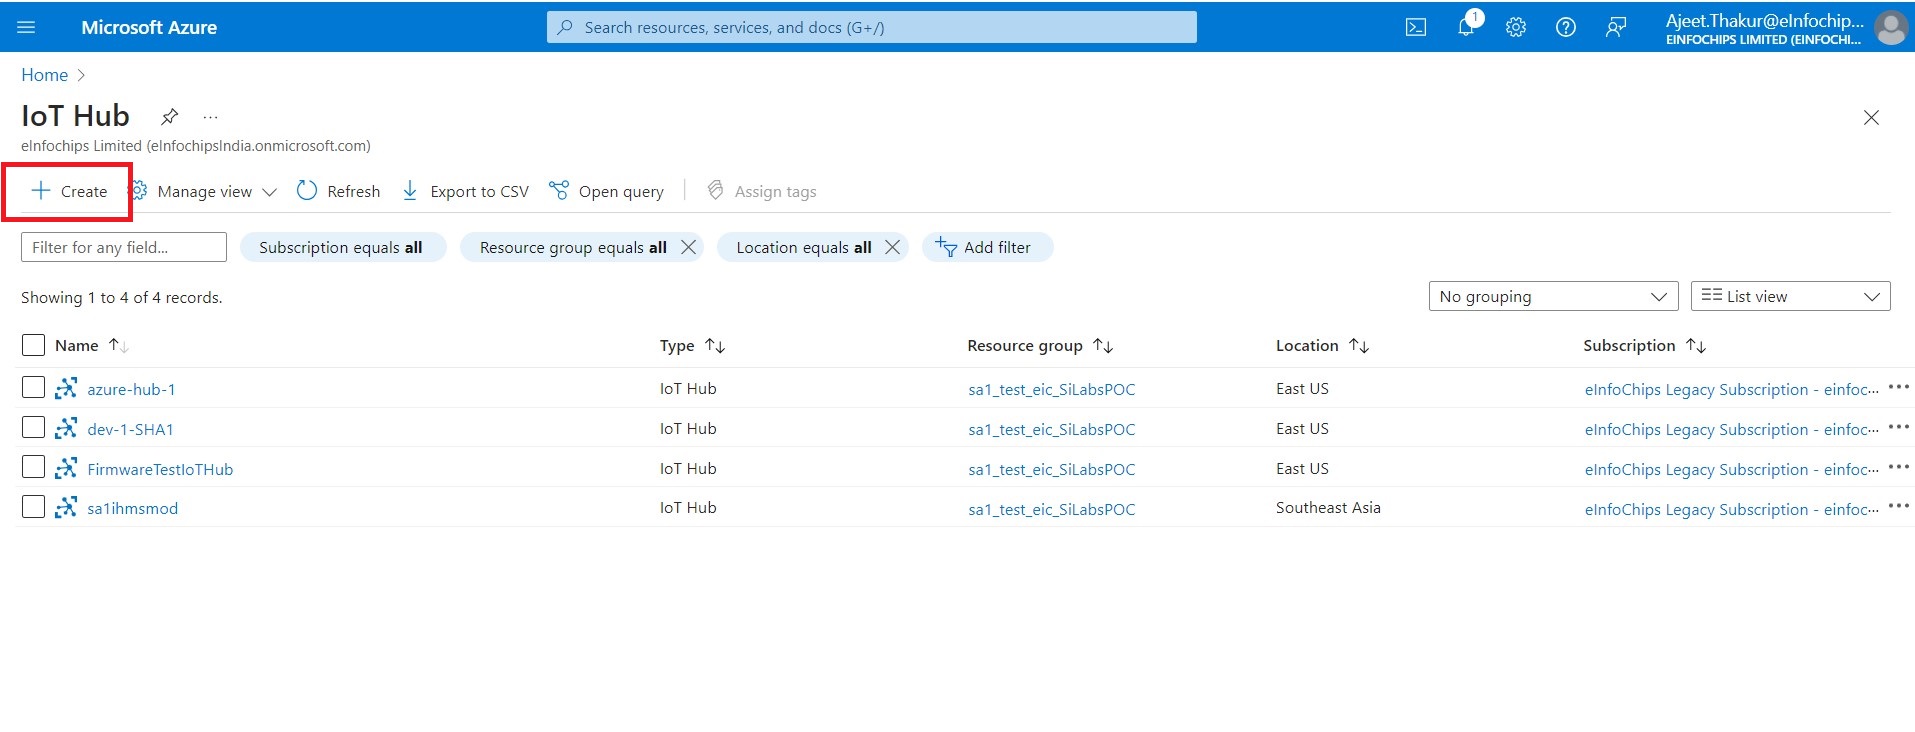 Microsoft Azure
Search resources, services, and docs (G+/)
1
Ajeet.Thakur@eInfochip...
EINFOCHIPS LIMITED (EINFOCHI...
Home
IoT Hub
...
eInfochips Limited (eInfochipsIndia.onmicrosoft.com)
Create Manage view Refresh Export to CSV Open query Assign tags
Filter for any field... Subscription equals all Resource group equals all Location equals all Add filter
Showing 1 to 4 of 4 records. No grouping List view
Name Type Resource group Location Subscription
azure-hub-1 IoT Hub sa1_test_eic_SiLabsPOC East US eInfoChips Legacy Subscription - einfoc... ...
dev-1-SHA1 IoT Hub sa1_test_eic_SiLabsPOC East US eInfoChips Legacy Subscription - einfoc... ...
FirmwareTestIoTHub IoT Hub sa1_test_eic_SiLabsPOC East US eInfoChips Legacy Subscription - einfoc... ...
sa1ihmsmod IoT Hub sa1_test_eic_SiLabsPOC Southeast Asia eInfoChips Legacy Subscription - einfoc... ...